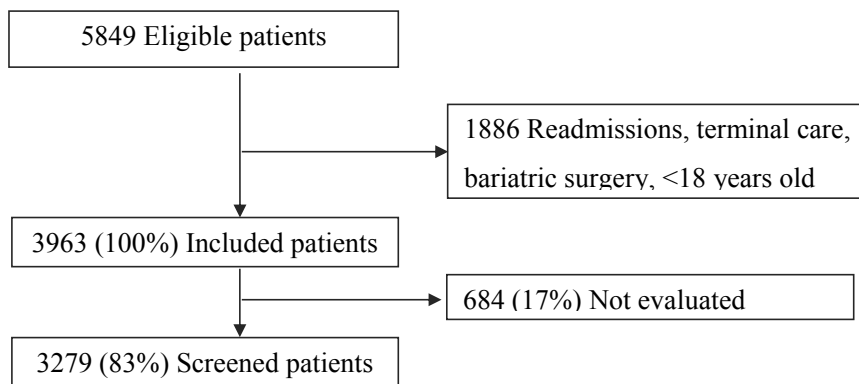 5849 Eligible patients
1886 Readmissions, terminal care,
bariatric surgery, <18 years old
3963 (100%) Included patients
684 (17%) Not evaluated
3279 (83%) Screened patients